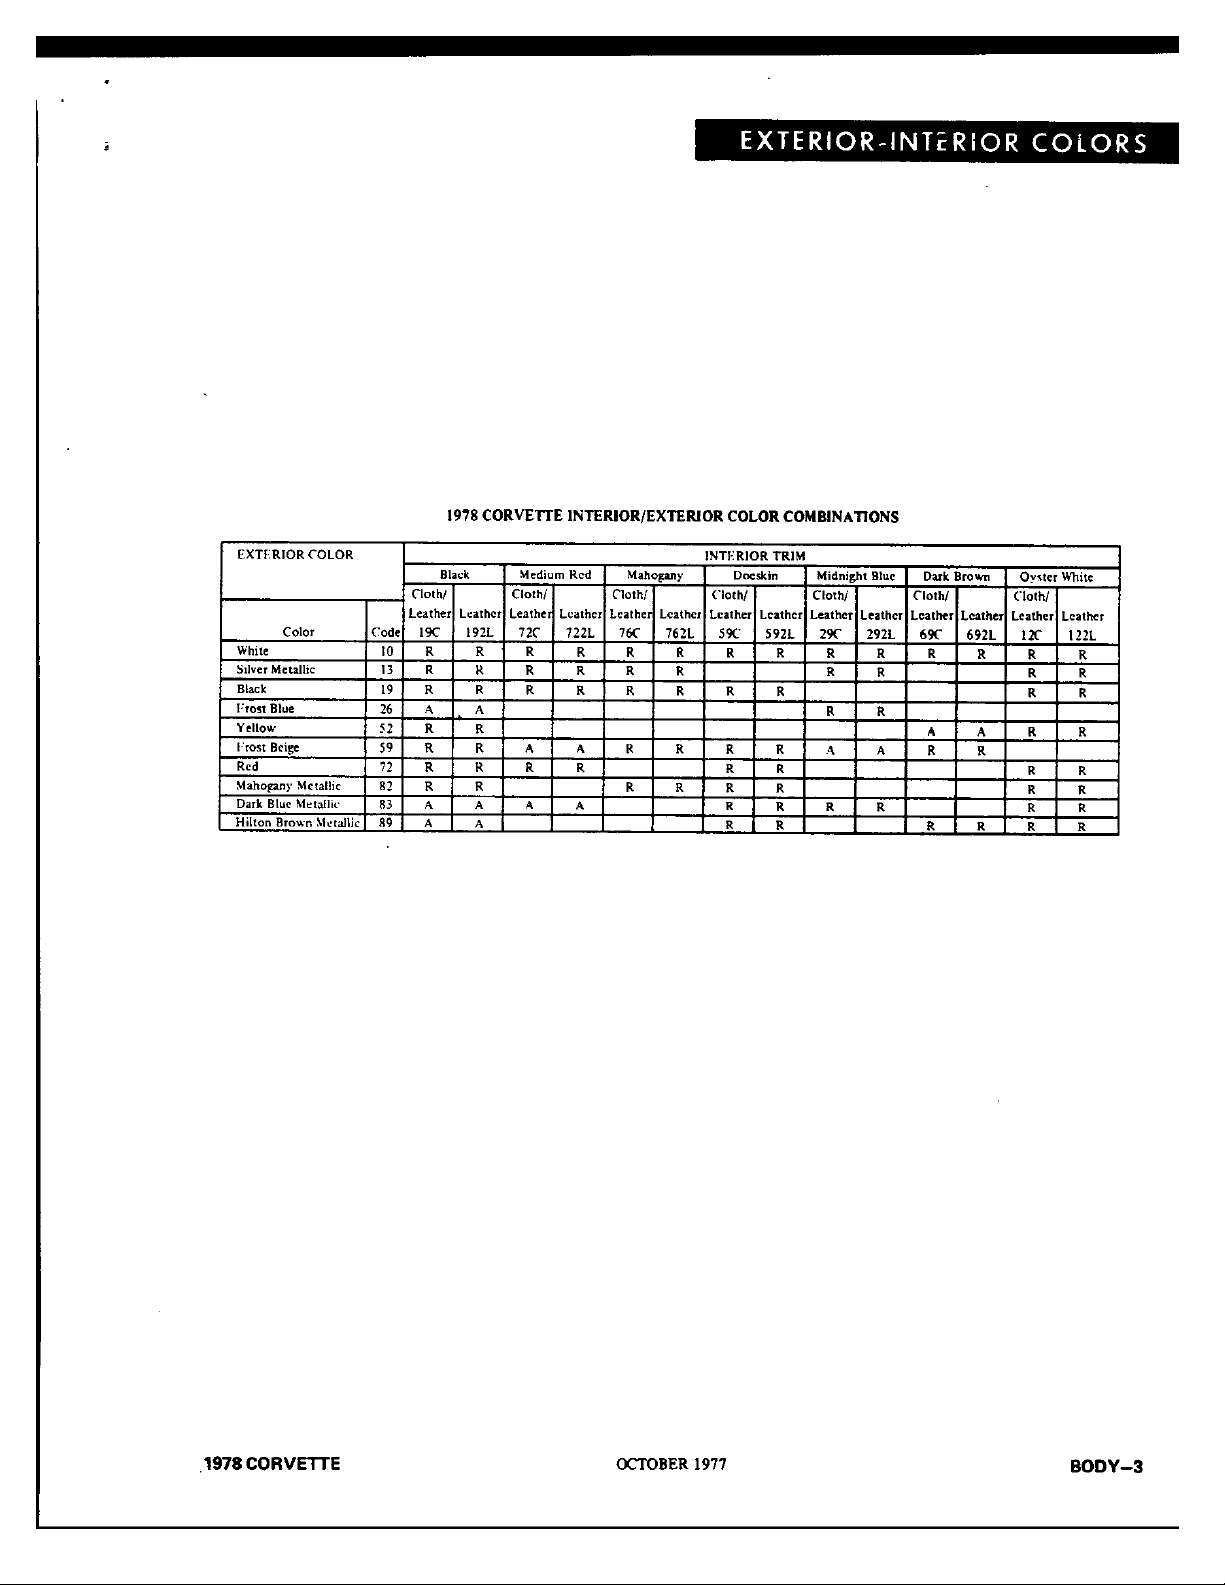 EXTERIOR-INTERIOR COLORS
1978 CORVETTE INTERIOR/EXTERIOR COLOR COMBINATIONS
EXTERIOR COLOR INTERIOR TRIM
Black Medium Red Mahogany Doeskin Midnight Blue Dark Brown Oyster White
Cloth/ Cloth/ Cloth/ Cloth/ Cloth/ Cloth/ Cloth/
Leather Leather Leather Leather Leather Leather Leather Leather Leather Leather Leather Leather Leather Leather
Color Code 19C 192L 72C 722L 76C 762L 59C 592L 29C 292L 69C 692L 12C 122L
White 10 R R R R R R R R R R R R R R
Silver Metallic 13 R R R R R R R R R R
Black 19 R R R R R R R R R R
Frost Blue 26 A A R R
Yellow 52 R R A A R R
Frost Beige 59 R R A A R R R R A A R R
Red 72 R R R R R R R R
Mahogany Metallic 82 R R R R R R R R
Dark Blue Metallic 83 A A A A R R R R R R
Hilton Brown Metallic 89 A A R R R R R R
1978 CORVETTE OCTOBER 1977 BODY-3